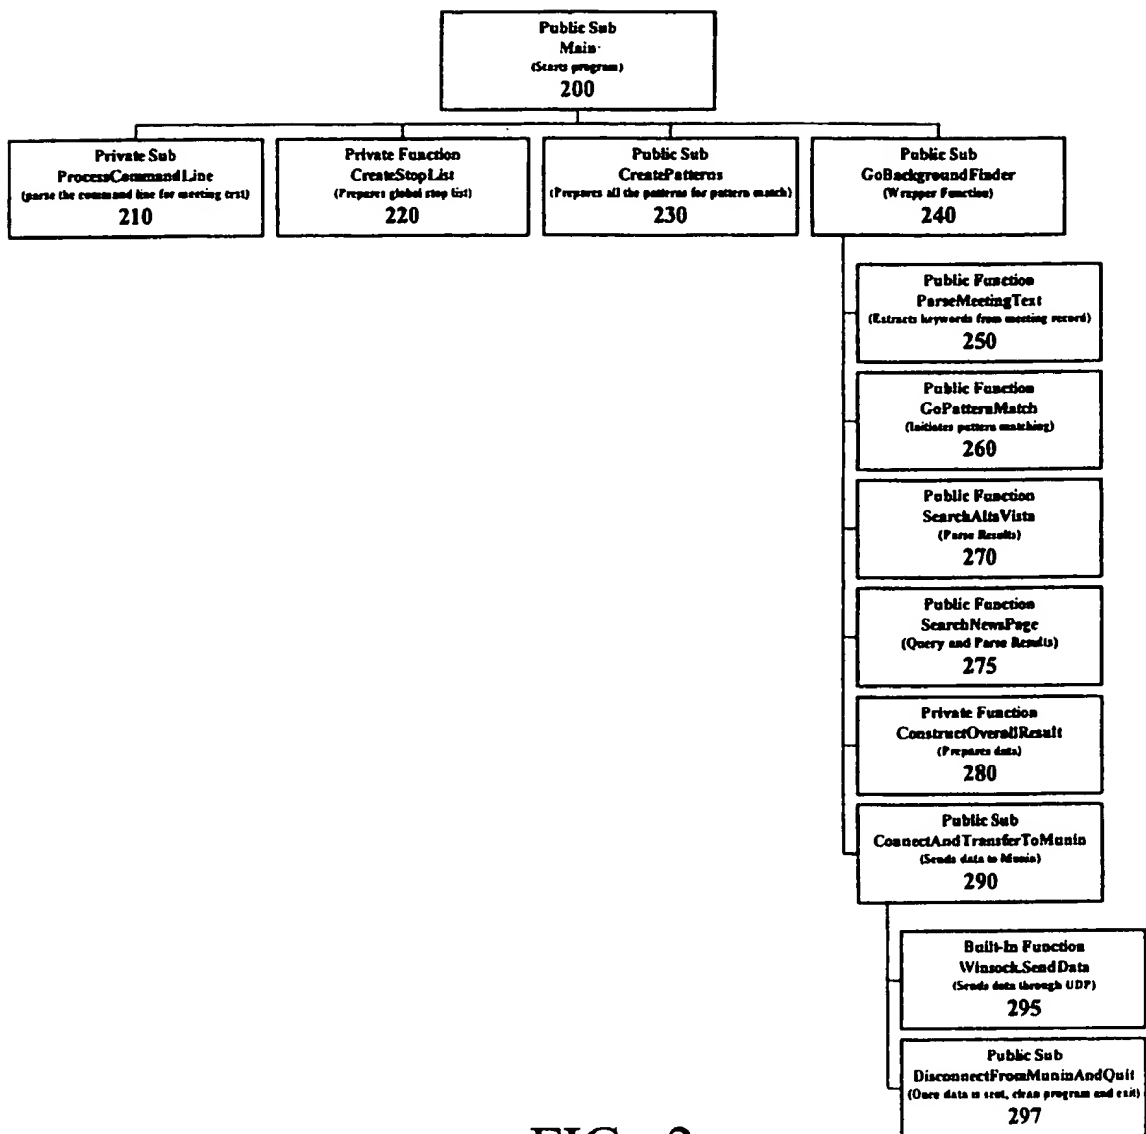 Public Sub
Main
(Starts program)
200
Private Sub
ProcessCommandLine
(parse the command line for meeting text)
210
Private Function
CreateStopList
(Prepares global stop list)
220
Public Sub
CreatePatterns
(Prepares all the patterns for pattern match)
230
Public Sub
GoBackgroundFinder
(Wrapper Function)
240
Public Function
ParseMeetingText
(Extracts keywords from meeting record)
250
Public Function
GoPatternMatch
(Initiates pattern matching)
260
Public Function
SearchAltaVista
(Parse Results)
270
Public Function
SearchNewsPage
(Query and Parse Results)
275
Private Function
ConstructOverallResult
(Prepares data)
280
Public Sub
ConnectAndTransferToMunin
(Sends data to Munin)
290
Built-In Function
Winsock.SendData
(Sends data through UDP)
295
Public Sub
DisconnectFromMuninAndQuit
(Once data is sent, clean program and exit)
297